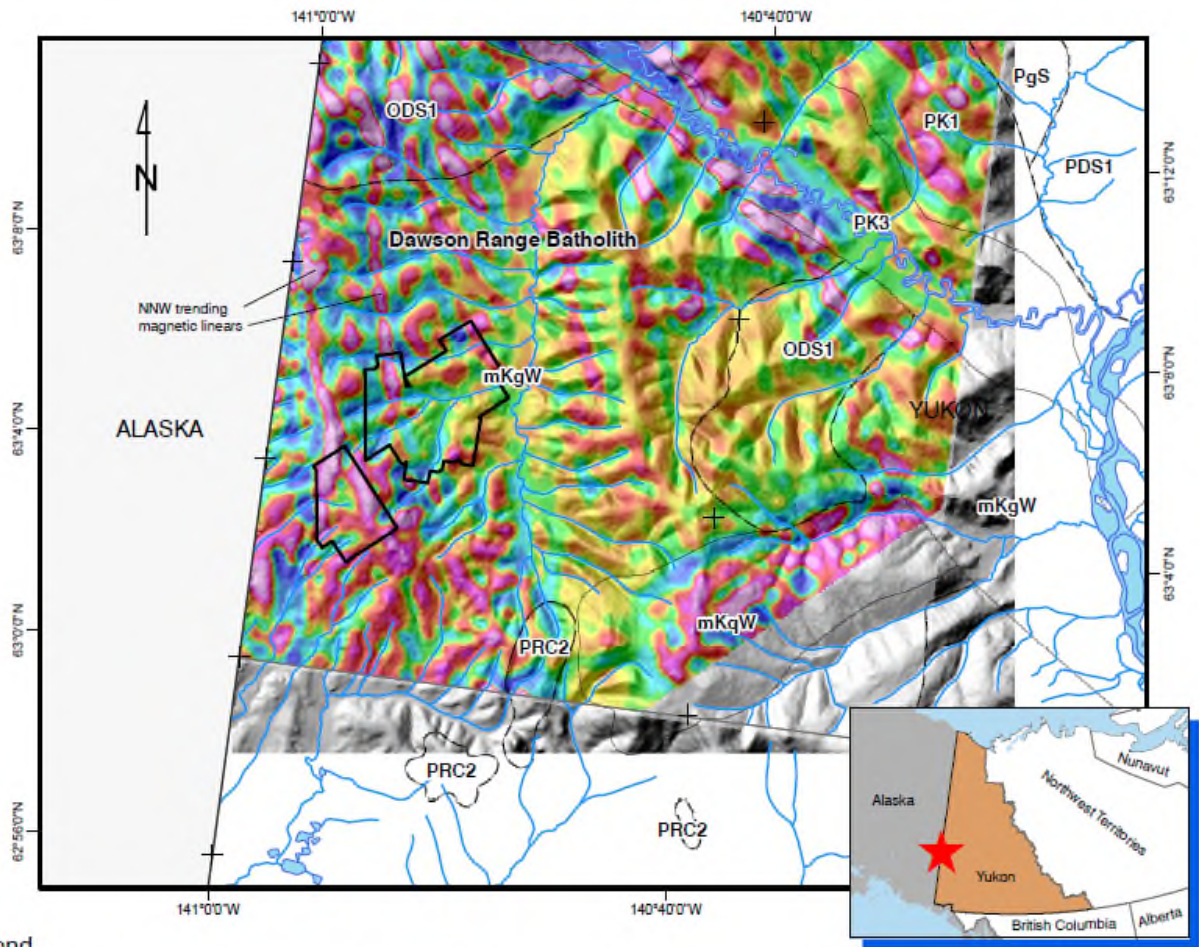 141°0'0"W
140°40'0"W
PgS
ODS1
PK1
PDS1
63°12'0"N
N
63°8'0"N
PK3
Dawson Range Batholith
NNW trending
magnetic linears
ODS1
mKgW
63°8'0"N
YUKON
ALASKA
63°4'0"N
mKgW
63°4'0"N
mKqW
63°0'0"N
PRC2
PRC2
PRC2
62°56'0"N
141°0'0"W
140°40'0"W
Nunavut
Northwest Territories
Alaska
Yukon
British Columbia
Alberta